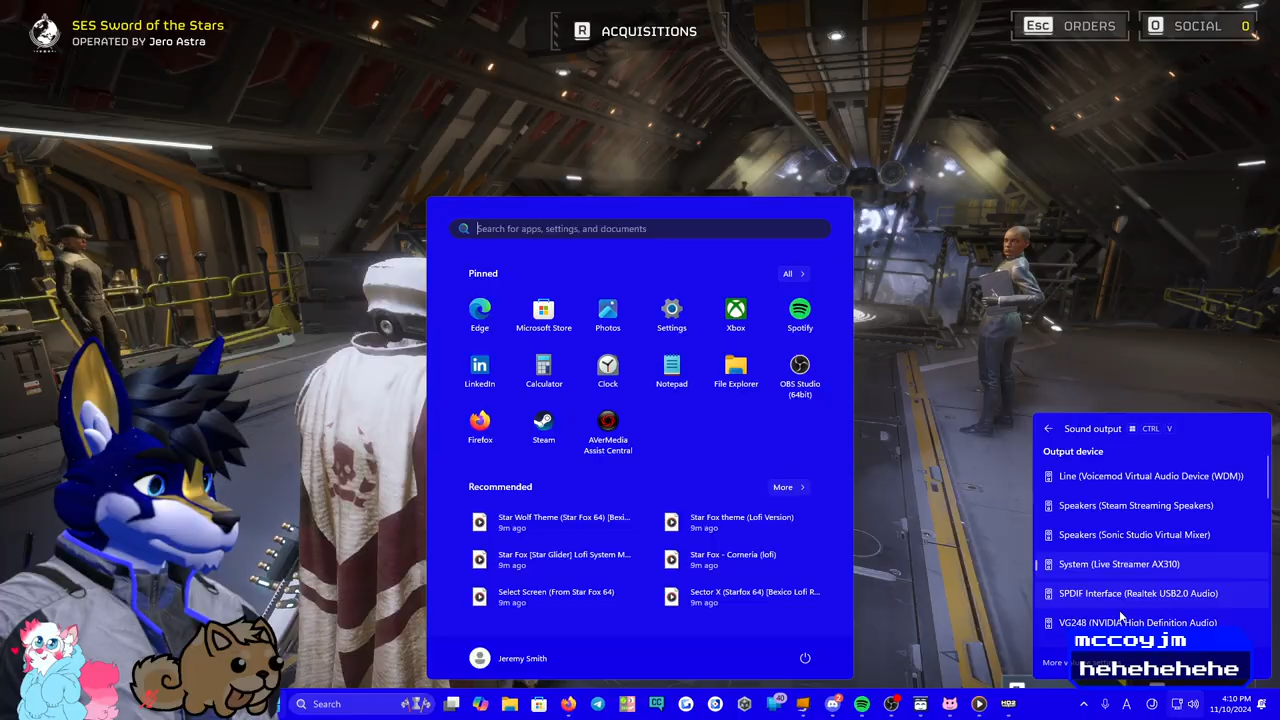 SES Sword of the Stars
OPERATED BY Jero Astra
R ACQUISITIONS
Esc ORDERS
O SOCIAL 0
Search for apps, settings, and documents
Pinned
All
Edge
Microsoft Store
Photos
Settings
Xbox
Spotify
LinkedIn
Calculator
Clock
Notepad
File Explorer
OBS Studio
(64bit)
Firefox
Steam
AVerMedia
Assist Central
Recommended
More
Star Wolf Theme (Star Fox 64) [Bexi...
9m ago
Star Fox theme (Lofi Version)
9m ago
Star Fox [Star Glider] Lofi System M...
9m ago
Star Fox - Corneria (lofi)
9m ago
Select Screen (From Star Fox 64)
9m ago
Sector X (Starfox 64) [Bexico Lofi R...
9m ago
Jeremy Smith
Sound output CTRL V
Output device
Line (Voicemod Virtual Audio Device (WDM))
Speakers (Steam Streaming Speakers)
Speakers (Sonic Studio Virtual Mixer)
System (Live Streamer AX310)
SPDIF Interface (Realtek USB2.0 Audio)
VG248 (NVIDIA High Definition Audio)
mccoyjm
More
hehehehehe
Search
40
2
4:10 PM
11/10/2024